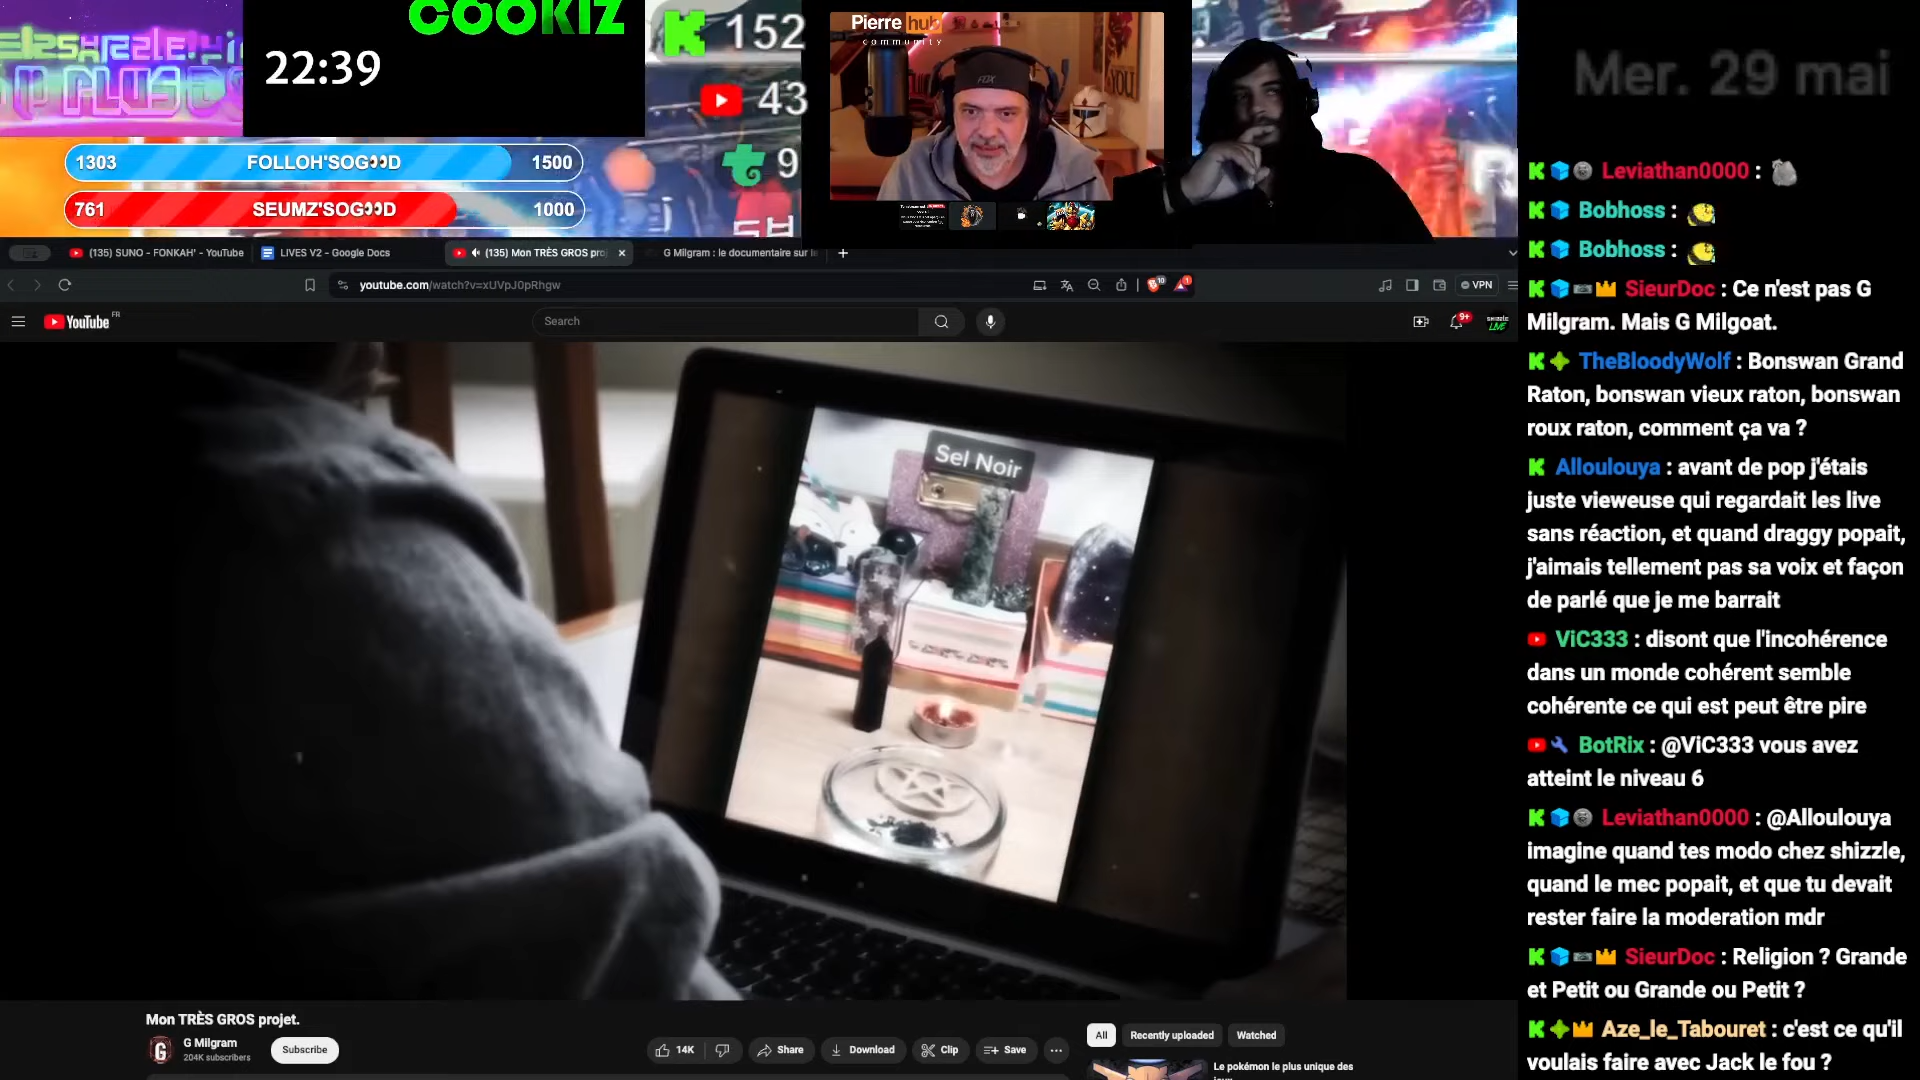 COOKIZ
22:39
152
43
9
1303 FOLLOH'SOG👀D 1500
761 SEUMZ'SOG👀D 1000
Pierre hub
community
FOX
YOU
Mer. 29 mai
(135) SUNO - FONKAH' - YouTube
LIVES V2 - Google Docs
(135) Mon TRÈS GROS pro
G Milgram : le documentaire sur le
youtube.com/watch?v=xUVpJ0pRhgw
10
1
VPN
YouTube FR
Search
9+
SHIZZLE
LIVE
Sel Noir
Mon TRÈS GROS projet.
G Milgram
204K subscribers
Subscribe
14K
Share
Download
Clip
Save
All
Recently uploaded
Watched
Le pokémon le plus unique des
Leviathan0000 :
Bobhoss :
Bobhoss :
SieurDoc : Ce n'est pas G
Milgram. Mais G Milgoat.
TheBloodyWolf : Bonswan Grand
Raton, bonswan vieux raton, bonswan
roux raton, comment ça va ?
Alloulouya : avant de pop j'étais
juste vieweuse qui regardait les live
sans réaction, et quand draggy popait,
j'aimais tellement pas sa voix et façon
de parlé que je me barrait
ViC333 : disont que l'incohérence
dans un monde cohérent semble
cohérente ce qui est peut être pire
BotRix : @ViC333 vous avez
atteint le niveau 6
Leviathan0000 : @Alloulouya
imagine quand tes modo chez shizzle,
quand le mec popait, et que tu devait
rester faire la moderation mdr
SieurDoc : Religion ? Grande
et Petit ou Grande ou Petit ?
Aze_le_Tabouret : c'est ce qu'il
voulais faire avec Jack le fou ?